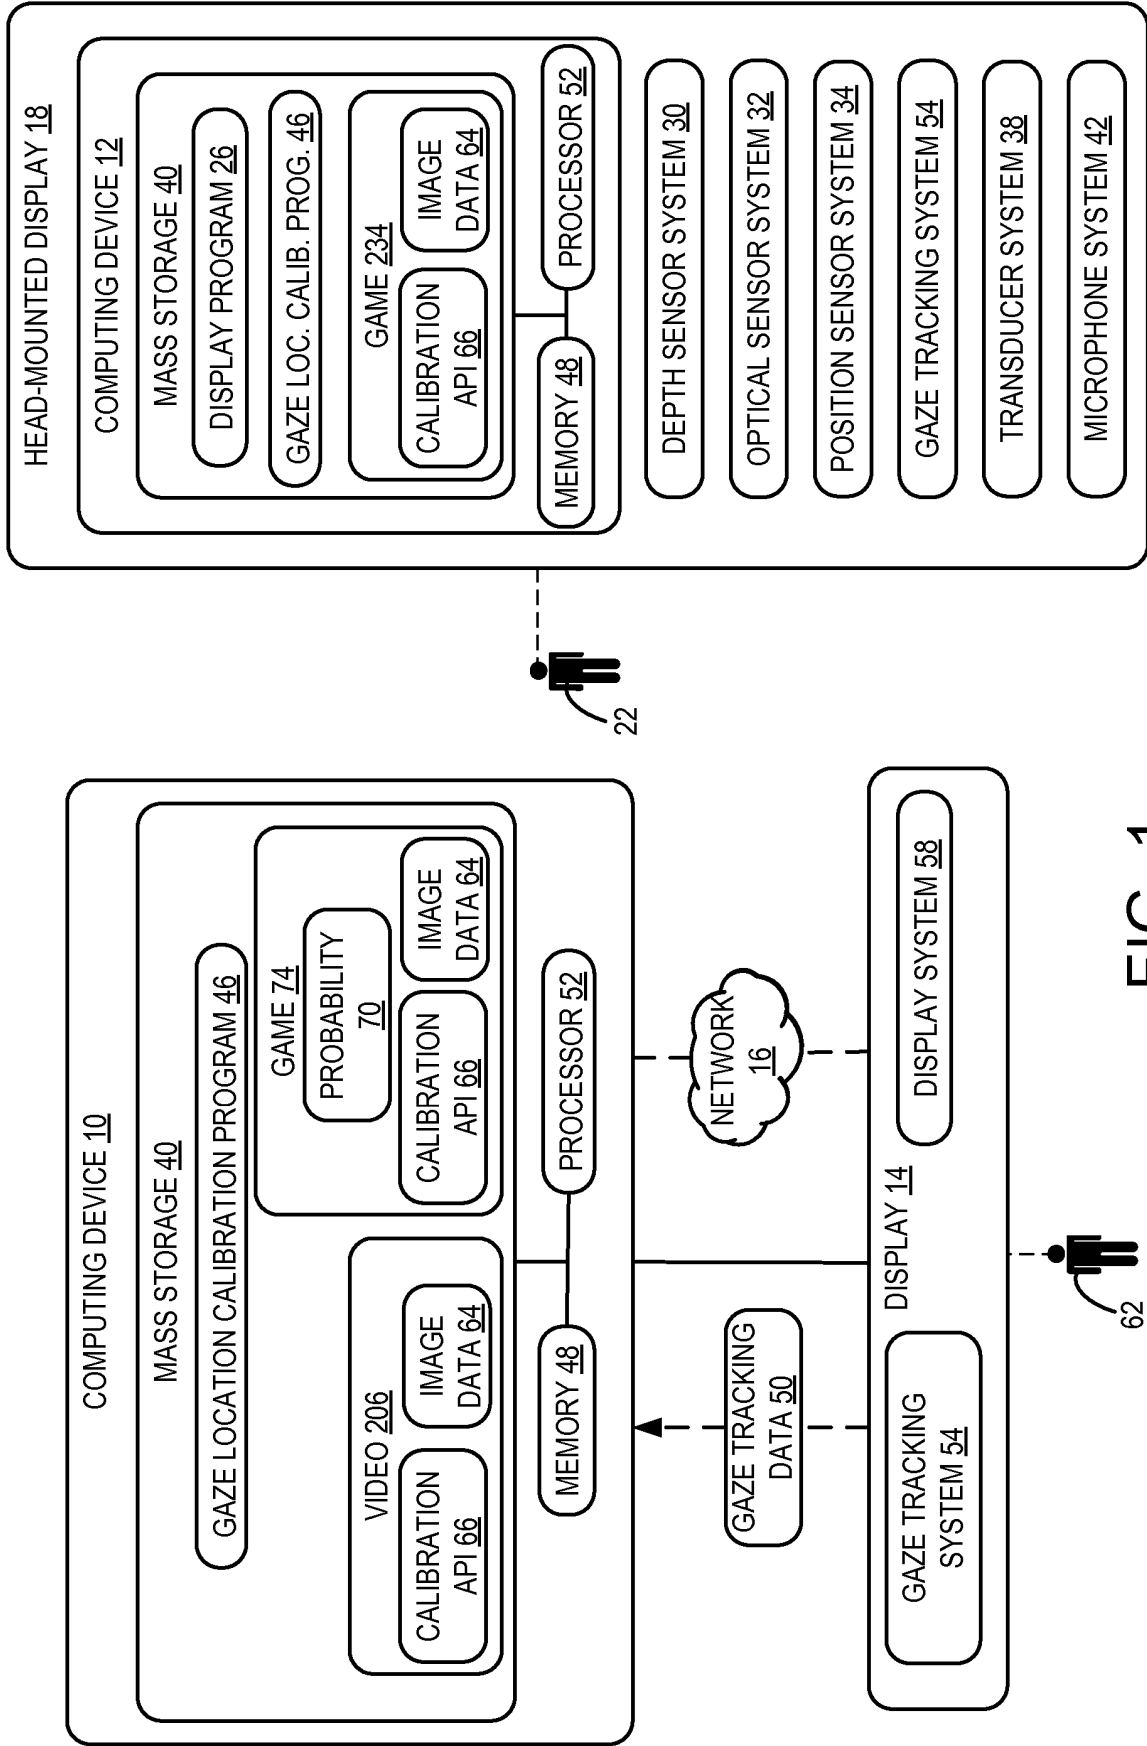 COMPUTING DEVICE 10
MASS STORAGE 40
GAZE LOCATION CALIBRATION PROGRAM 46
VIDEO 206
CALIBRATION
API 66
IMAGE
DATA 64
GAME 74
PROBABILITY
70
CALIBRATION
API 66
IMAGE
DATA 64
MEMORY 48
PROCESSOR 52
GAZE TRACKING
DATA 50
NETWORK
16
DISPLAY 14
GAZE TRACKING
SYSTEM 54
DISPLAY SYSTEM 58
62
22
HEAD-MOUNTED DISPLAY 18
COMPUTING DEVICE 12
MASS STORAGE 40
DISPLAY PROGRAM 26
GAZE LOC. CALIB. PROG. 46
GAME 234
CALIBRATION
API 66
IMAGE
DATA 64
MEMORY 48
PROCESSOR 52
DEPTH SENSOR SYSTEM 30
OPTICAL SENSOR SYSTEM 32
POSITION SENSOR SYSTEM 34
GAZE TRACKING SYSTEM 54
TRANSDUCER SYSTEM 38
MICROPHONE SYSTEM 42
FIG. 1